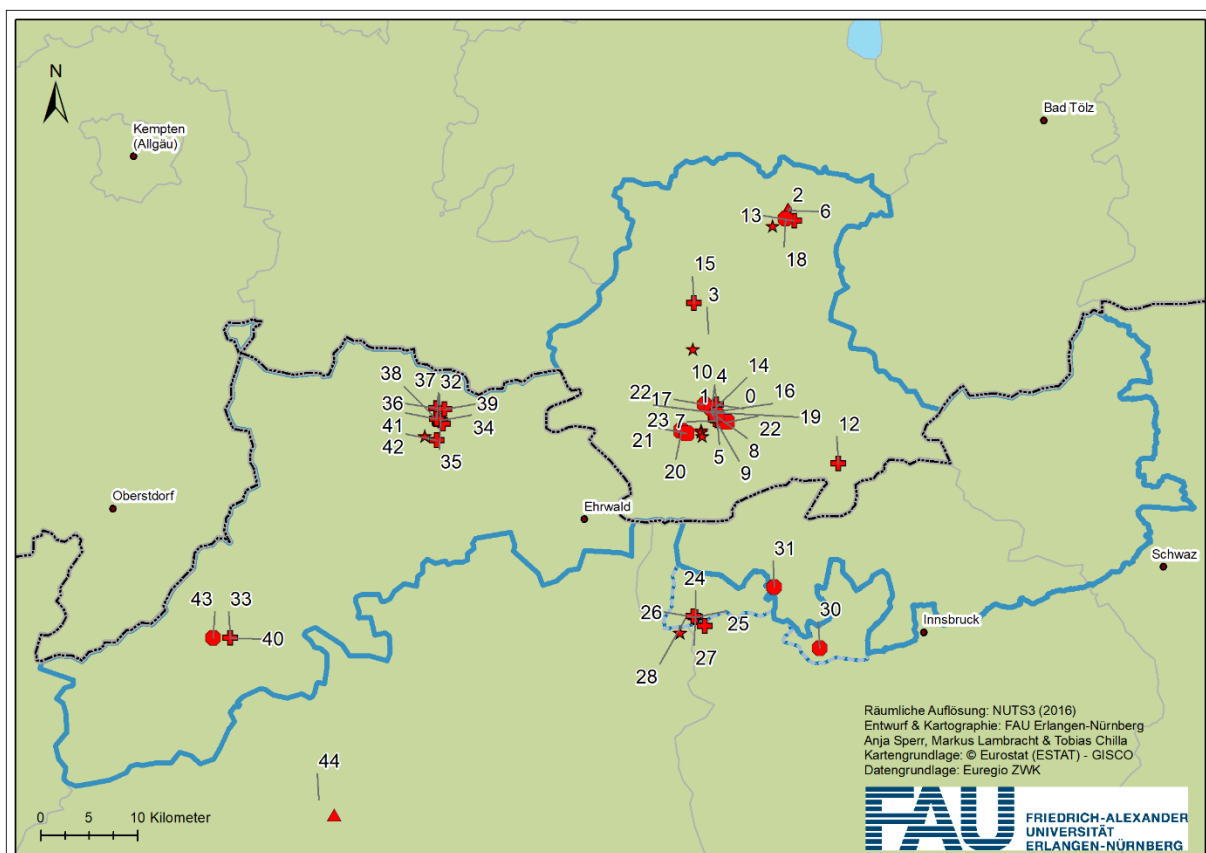 N
Kempten
(Allgäu)
Bad Tölz
2
13
6
18
15
3
10
4
14
38
37
32
22
17
1
0
16
36
39
23
7
19
41
34
21
22
12
42
8
35
20
5
9
Oberstdorf
Ehrwald
Schwaz
31
24
43
33
26
30
40
25
Innsbruck
28
27
Räumliche Auflösung: NUTS3 (2016)
Entwurf & Kartographie: FAU Erlangen-Nürnberg
Anja Sperr, Markus Lambracht & Tobias Chilla
Kartengrundlage: © Eurostat (ESTAT) - GISCO
Datengrundlage: Euregio ZWK
44
0
5
10 Kilometer
FAU
FRIEDRICH-ALEXANDER
UNIVERSITÄT
ERLANGEN-NÜRNBERG